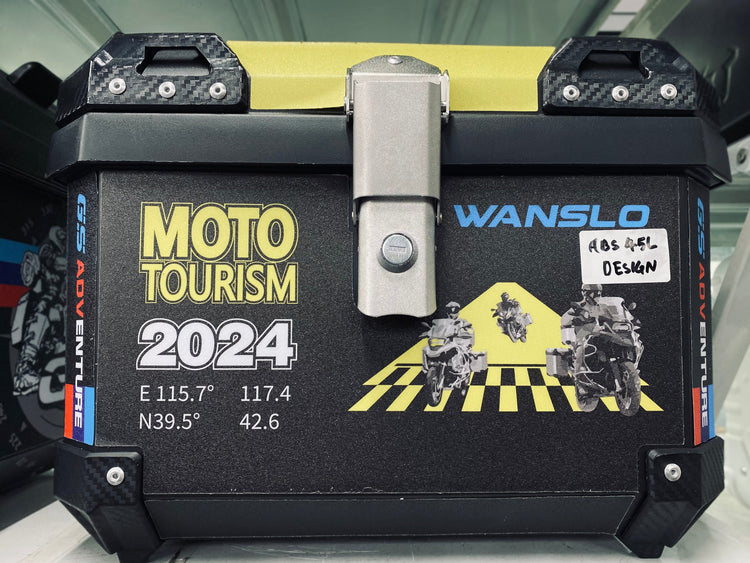 MOTO
TOURISM
2024
E 115.7° 117.4
N39.5° 42.6
WANSLO
ABS 45L
DESIGN
GS ADVENTURE
GS ADVENTURE